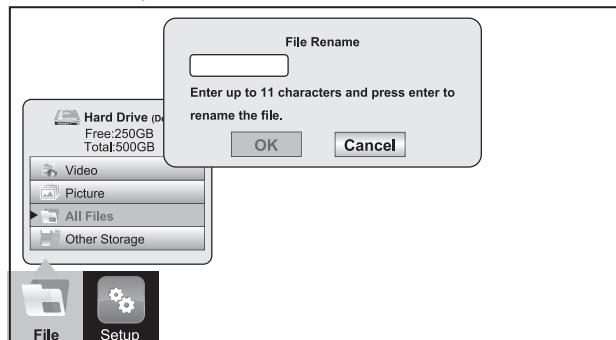 File Rename
Enter up to 11 characters and press enter to
rename the file.
OK Cancel
Hard Drive
Free:250GB
Total:500GB
Video
Picture
All Files
Other Storage
File Setup